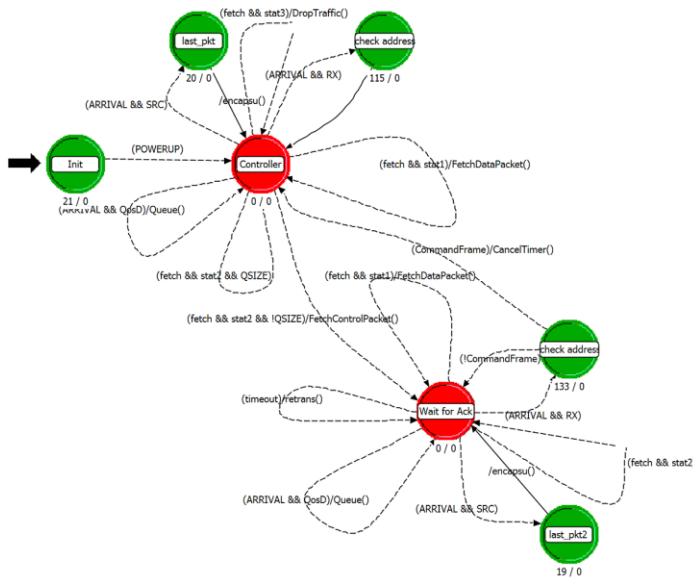 (fetch && stat3)/DropTraffic()
last_pkt
check address
20 / 0
(ARRIVAL && RX)
115 / 0
/encapsu()
(ARRIVAL && SRC)
(POWERUP)
Init
Controller
(fetch && stat1)/FetchDataPacket()
21 / 0
0 / 0
(ARRIVAL && QosD)/Queue()
(CommandFrame)/CancelTimer()
(fetch && stat2 && QSIZE)
(fetch && stat1)/FetchDataPacket()
(fetch && stat2 && !QSIZE)/FetchControlPacket()
check address
(!CommandFrame)
133 / 0
(timeout)/retrans()
Wait for Ack
(ARRIVAL && RX)
0 / 0
(fetch && stat2
/encapsu()
(ARRIVAL && QosD)/Queue()
(ARRIVAL && SRC)
last_pkt2
19 / 0